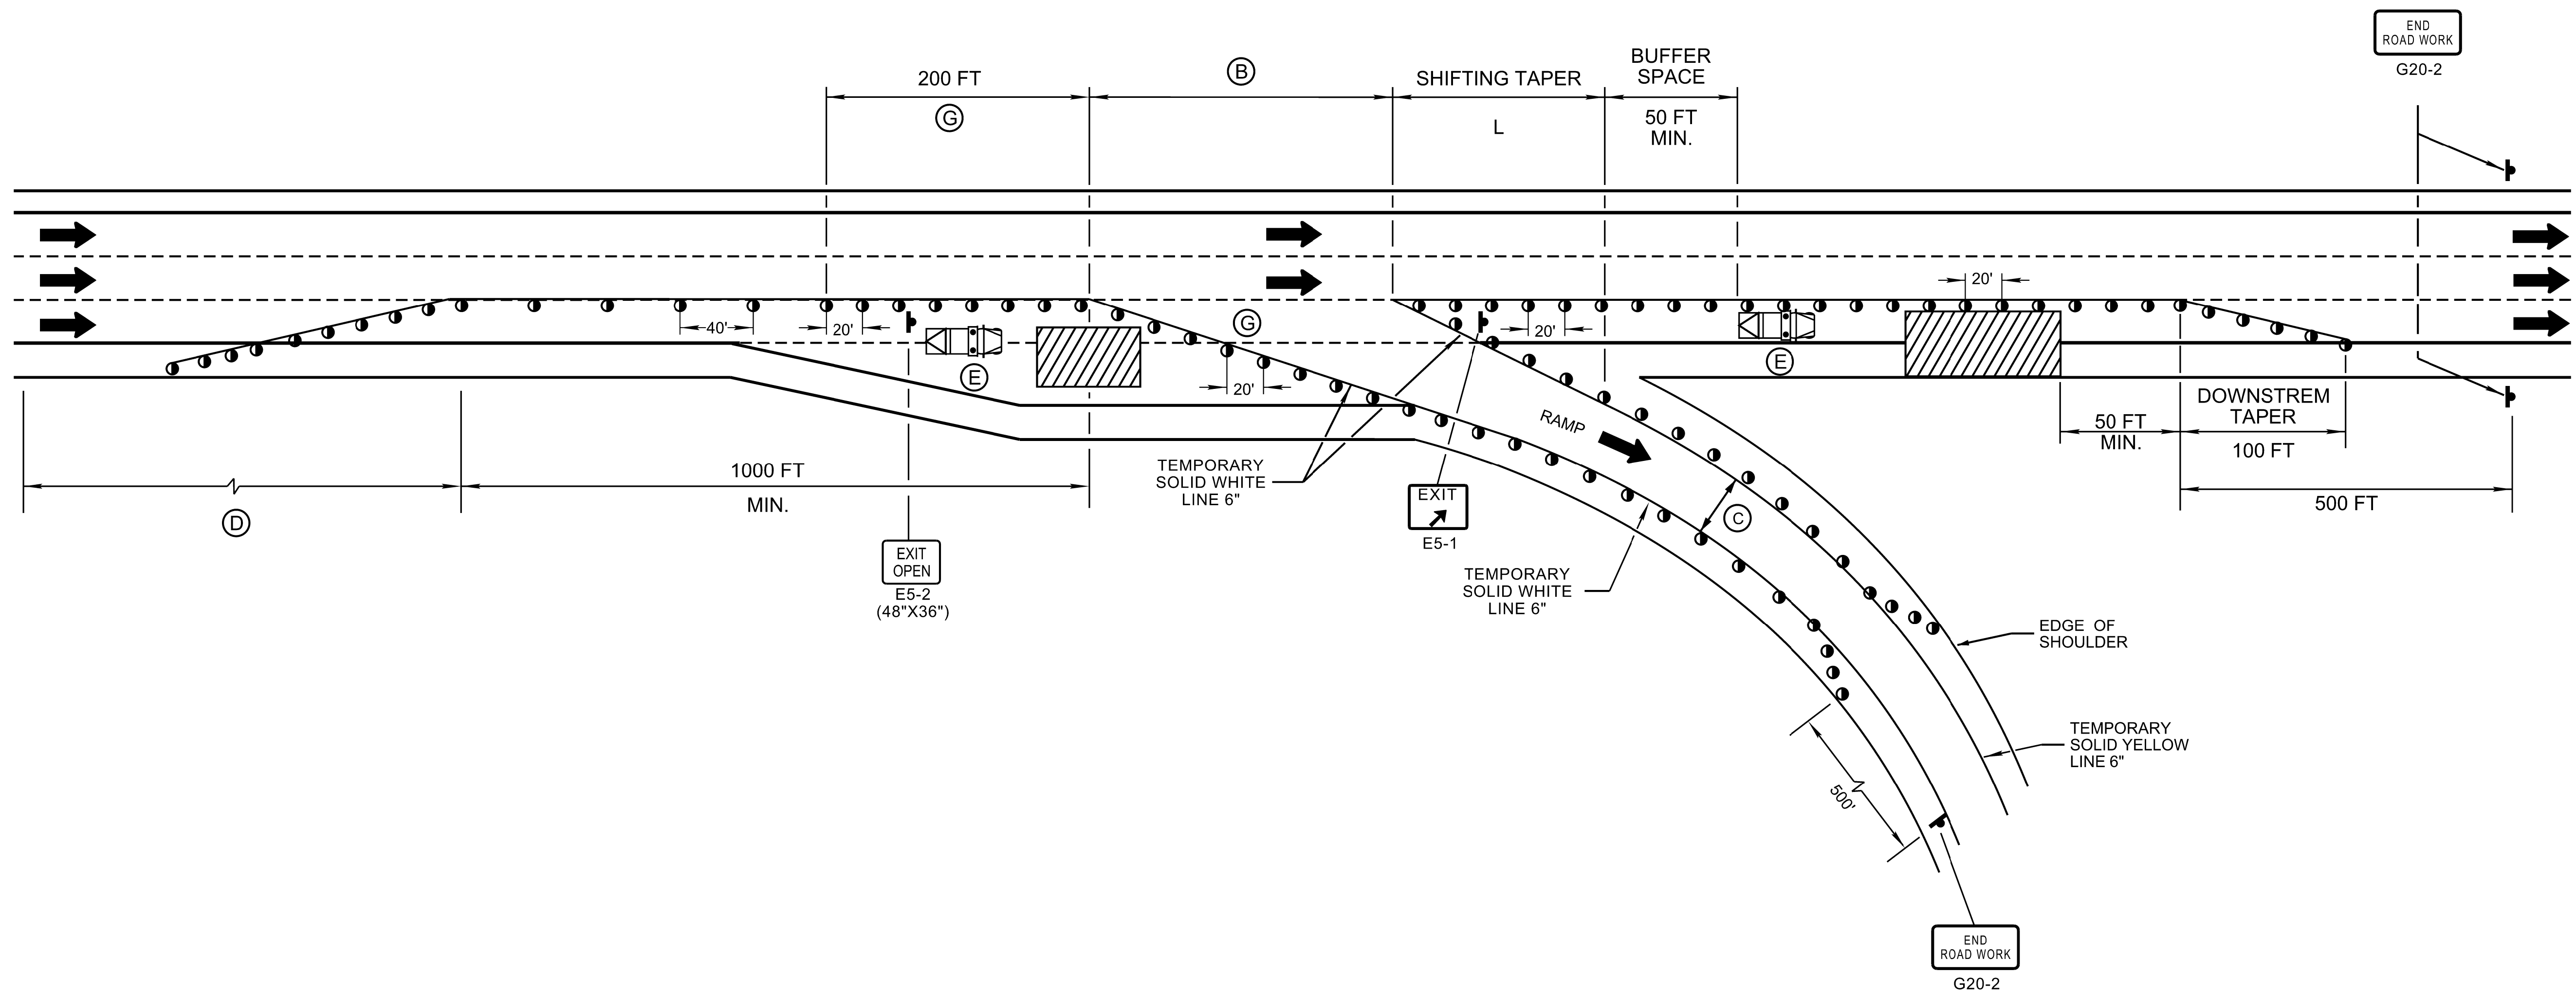 END
ROAD WORK
G20-2
200 FT
G
B
SHIFTING TAPER
L
BUFFER
SPACE
50 FT
MIN.
40'
20'
G
20'
20'
20'
E
E
1000 FT
MIN.
D
EXIT
OPEN
E5-2
(48"X36")
TEMPORARY
SOLID WHITE
LINE 6"
EXIT
E5-1
RAMP
C
TEMPORARY
SOLID WHITE
LINE 6"
50 FT
MIN.
DOWNSTREM
TAPER
100 FT
500 FT
EDGE OF
SHOULDER
TEMPORARY
SOLID YELLOW
LINE 6"
500'
END
ROAD WORK
G20-2